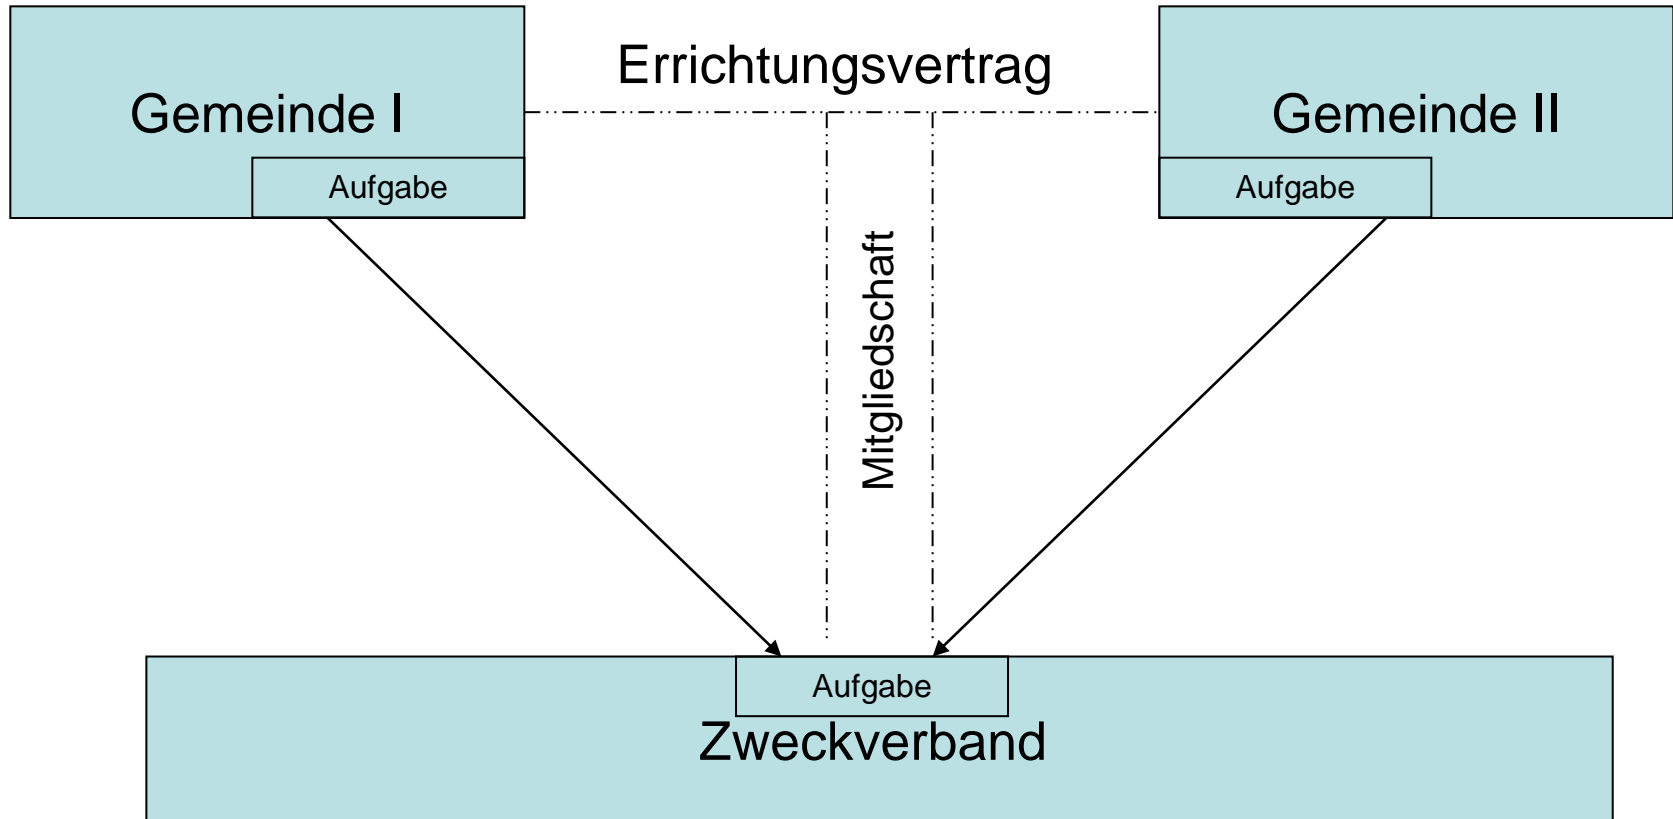 Errichtungsvertrag
Gemeinde I
Gemeinde II
Aufgabe
Aufgabe
Mitgliedschaft
Aufgabe
Zweckverband